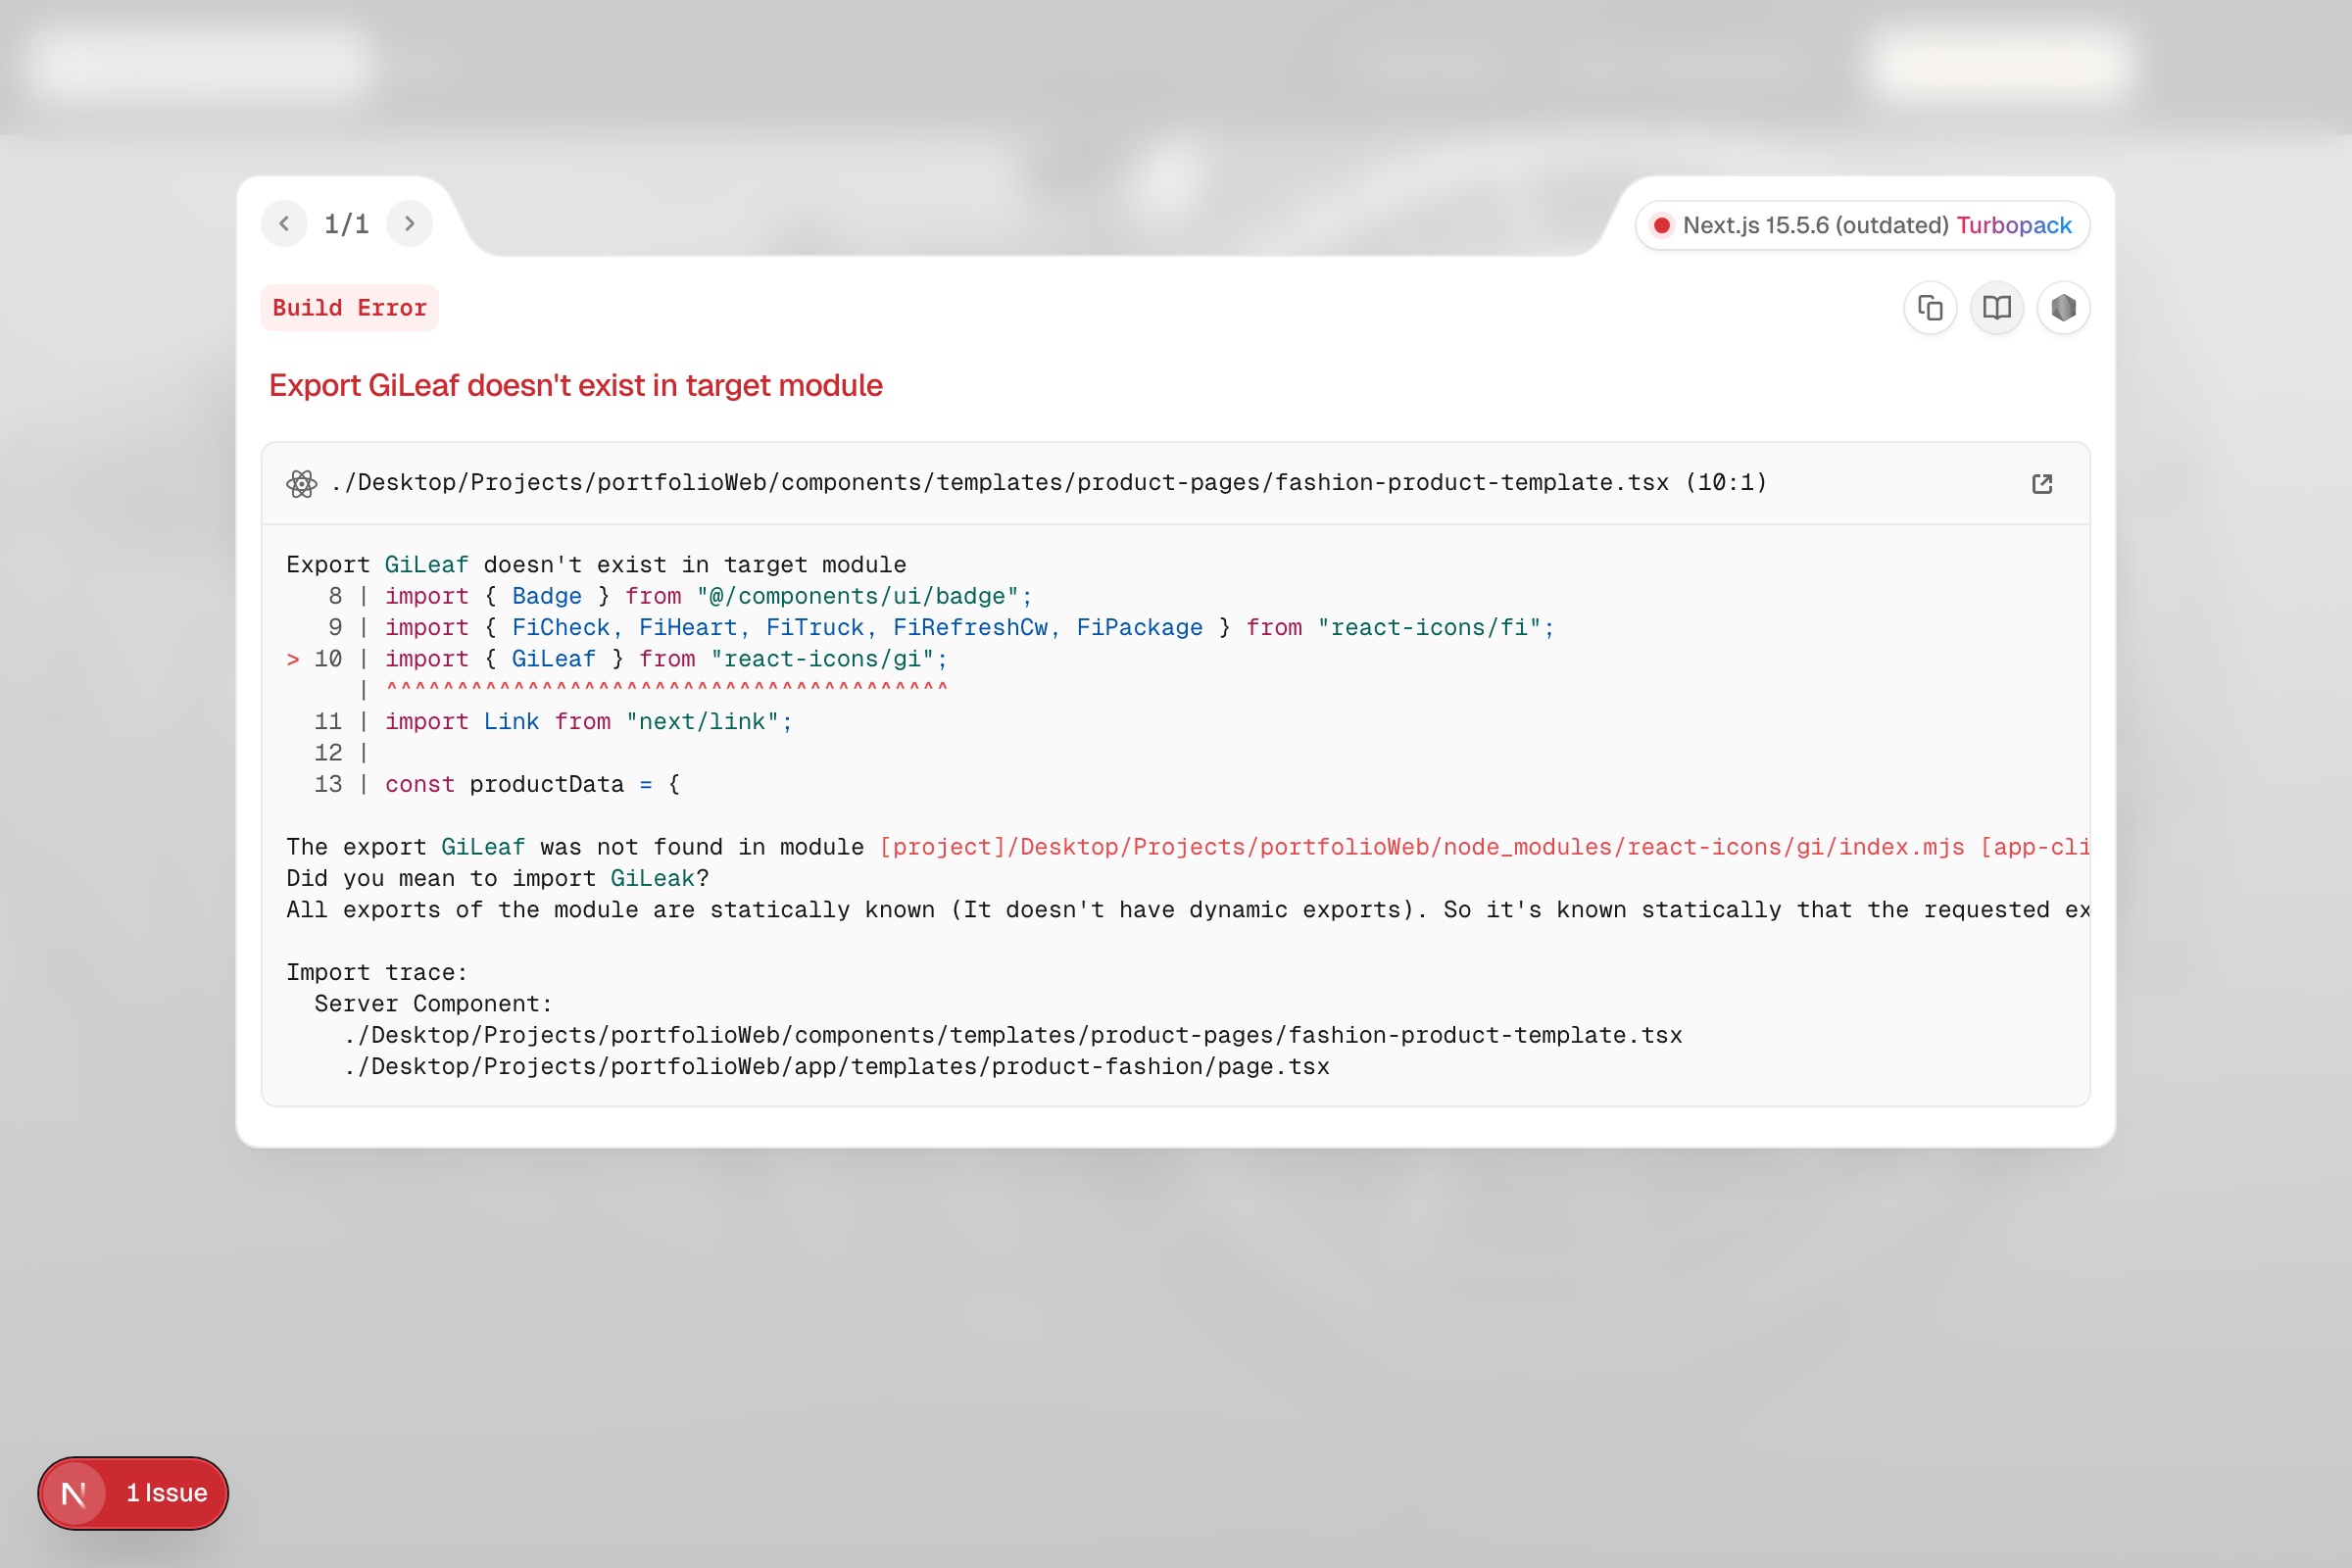 1/1
Next.js 15.5.6 (outdated) Turbopack
Build Error
Export GiLeaf doesn't exist in target module
./Desktop/Projects/portfolioWeb/components/templates/product-pages/fashion-product-template.tsx (10:1)
Export GiLeaf doesn't exist in target module
8 | import { Badge } from "@/components/ui/badge";
9 | import { FiCheck, FiHeart, FiTruck, FiRefreshCw, FiPackage } from "react-icons/fi";
> 10 | import { GiLeaf } from "react-icons/gi";
| ^^^^^^^^^^^^^^^^^^^^^^^^^^^^^^^^^^^^^^^^
11 | import Link from "next/link";
12 |
13 | const productData = {
The export GiLeaf was not found in module [project]/Desktop/Projects/portfolioWeb/node_modules/react-icons/gi/index.mjs [app-cli
Did you mean to import GiLeak?
All exports of the module are statically known (It doesn't have dynamic exports). So it's known statically that the requested ex
Import trace:
Server Component:
./Desktop/Projects/portfolioWeb/components/templates/product-pages/fashion-product-template.tsx
./Desktop/Projects/portfolioWeb/app/templates/product-fashion/page.tsx
N 1 Issue